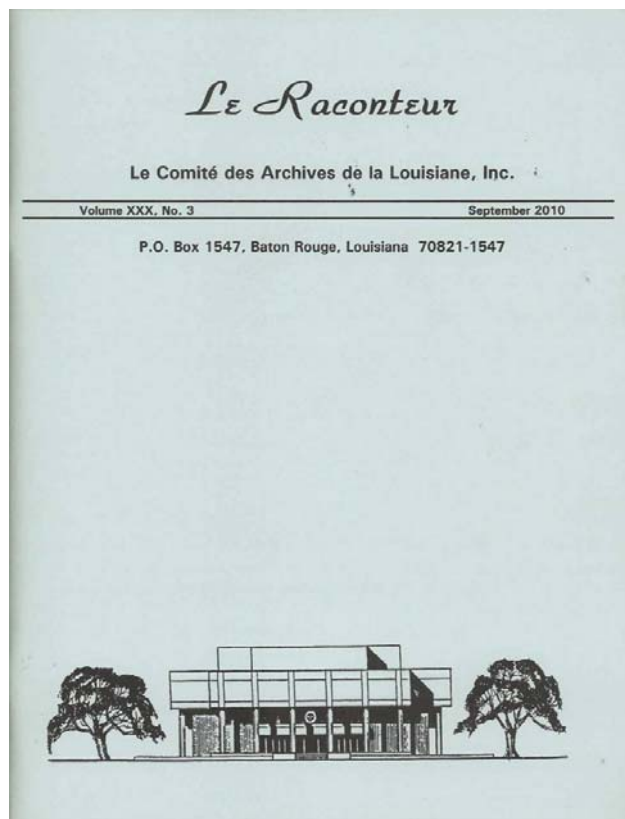 Le Raconteur
Le Comité des Archives de la Louisiane, Inc.
Volume XXX, No. 3 September 2010
P.O. Box 1547, Baton Rouge, Louisiana 70821-1547